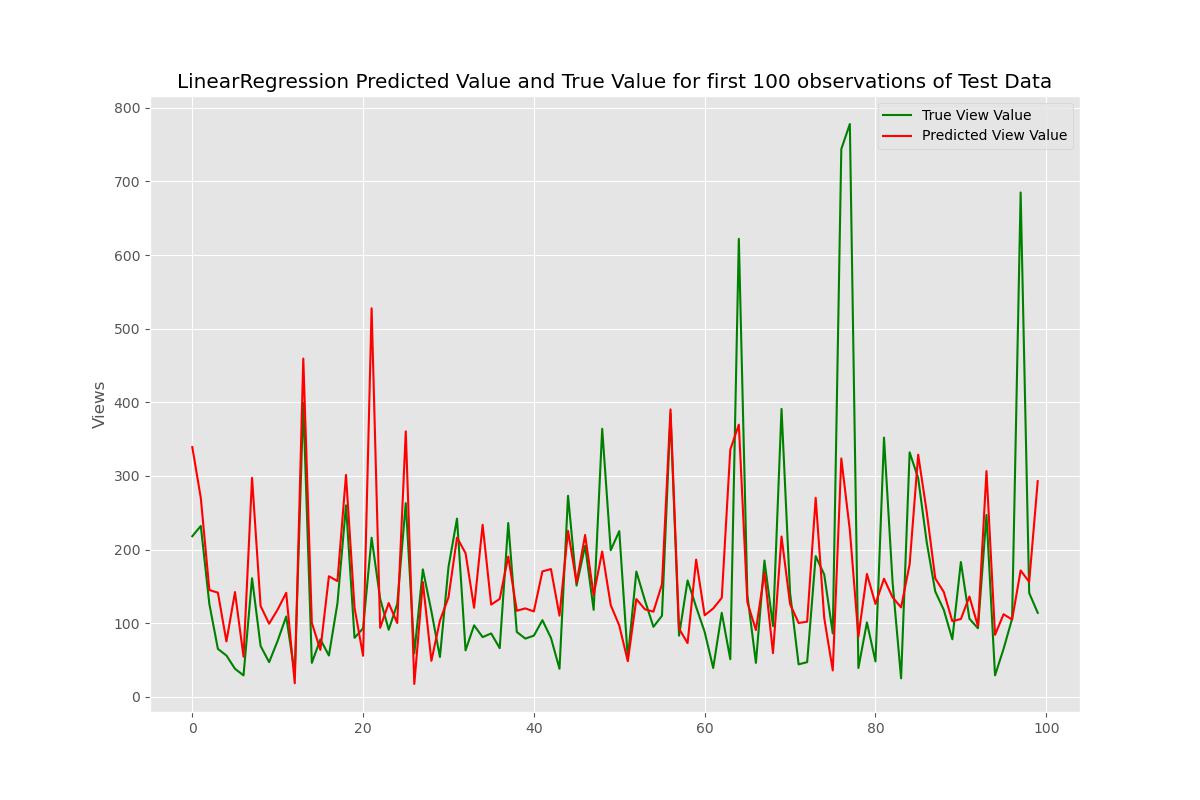 LinearRegression Predicted Value and True Value for first 100 observations of Test Data
True View Value
Predicted View Value
800
700
600
500
400
300
200
100
0
Views
0 20 40 60 80 100